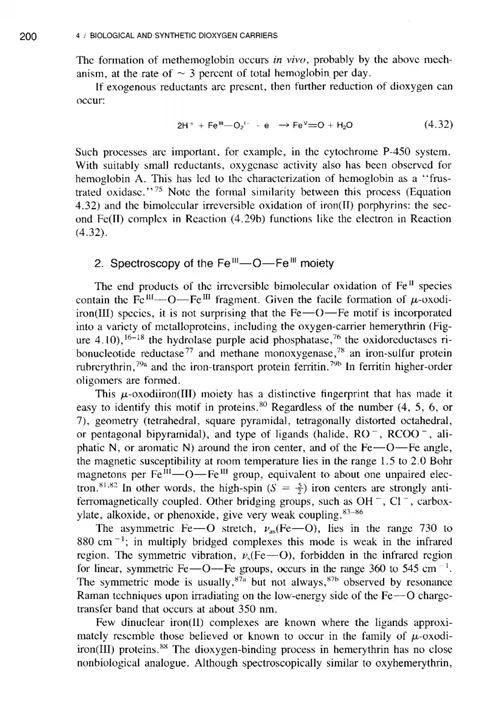 200
4 / BIOLOGICAL AND SYNTHETIC DIOXYGEN CARRIERS
The formation of methemoglobin occurs in vivo, probably by the above mech-
anism, at the rate of ~ 3 percent of total hemoglobin per day.
If exogenous reductants are present, then further reduction of dioxygen can
occur:
2H⁺ + Feᴵᴵᴵ—O₂⁽⁻ - e → Feⱽ=O + H₂O (4.32)
Such processes are important, for example, in the cytochrome P-450 system.
With suitably small reductants, oxygenase activity also has been observed for
hemoglobin A. This has led to the characterization of hemoglobin as a "frus-
trated oxidase."⁷⁵ Note the formal similarity between this process (Equation
4.32) and the bimolecular irreversible oxidation of iron(II) porphyrins: the sec-
ond Fe(II) complex in Reaction (4.29b) functions like the electron in Reaction
(4.32).
2. Spectroscopy of the Feᴵᴵᴵ—O—Feᴵᴵᴵ moiety
The end products of the irreversible bimolecular oxidation of Feᴵᴵ species
contain the Feᴵᴵᴵ—O—Feᴵᴵᴵ fragment. Given the facile formation of μ-oxodi-
iron(III) species, it is not surprising that the Fe—O—Fe motif is incorporated
into a variety of metalloproteins, including the oxygen-carrier hemerythrin (Fig-
ure 4.10),¹⁶⁻¹⁸ the hydrolase purple acid phosphatase,⁷⁶ the oxidoreductases ri-
bonucleotide reductase⁷⁷ and methane monoxygenase,⁷⁸ an iron-sulfur protein
rubrerythrin,⁷⁹ᵃ and the iron-transport protein ferritin.⁷⁹ᵇ In ferritin higher-order
oligomers are formed.
This μ-oxodiiron(III) moiety has a distinctive fingerprint that has made it
easy to identify this motif in proteins.⁸⁰ Regardless of the number (4, 5, 6, or
7), geometry (tetrahedral, square pyramidal, tetragonally distorted octahedral,
or pentagonal bipyramidal), and type of ligands (halide, RO⁻, RCOO⁻, ali-
phatic N, or aromatic N) around the iron center, and of the Fe—O—Fe angle,
the magnetic susceptibility at room temperature lies in the range 1.5 to 2.0 Bohr
magnetons per Feᴵᴵᴵ—O—Feᴵᴵᴵ group, equivalent to about one unpaired elec-
tron.⁸¹,⁸² In other words, the high-spin (S = 5/2) iron centers are strongly anti-
ferromagnetically coupled. Other bridging groups, such as OH⁻, Cl⁻, carbox-
ylate, alkoxide, or phenoxide, give very weak coupling.⁸³⁻⁸⁶
The asymmetric Fe—O stretch, νas(Fe—O), lies in the range 730 to
880 cm⁻¹; in multiply bridged complexes this mode is weak in the infrared
region. The symmetric vibration, νs(Fe—O), forbidden in the infrared region
for linear, symmetric Fe—O—Fe groups, occurs in the range 360 to 545 cm⁻¹.
The symmetric mode is usually,⁸⁷ᵃ but not always,⁸⁷ᵇ observed by resonance
Raman techniques upon irradiating on the low-energy side of the Fe—O charge-
transfer band that occurs at about 350 nm.
Few dinuclear iron(II) complexes are known where the ligands approxi-
mately resemble those believed or known to occur in the family of μ-oxodi-
iron(III) proteins.⁸⁸ The dioxygen-binding process in hemerythrin has no close
nonbiological analogue. Although spectroscopically similar to oxyhemerythrin,